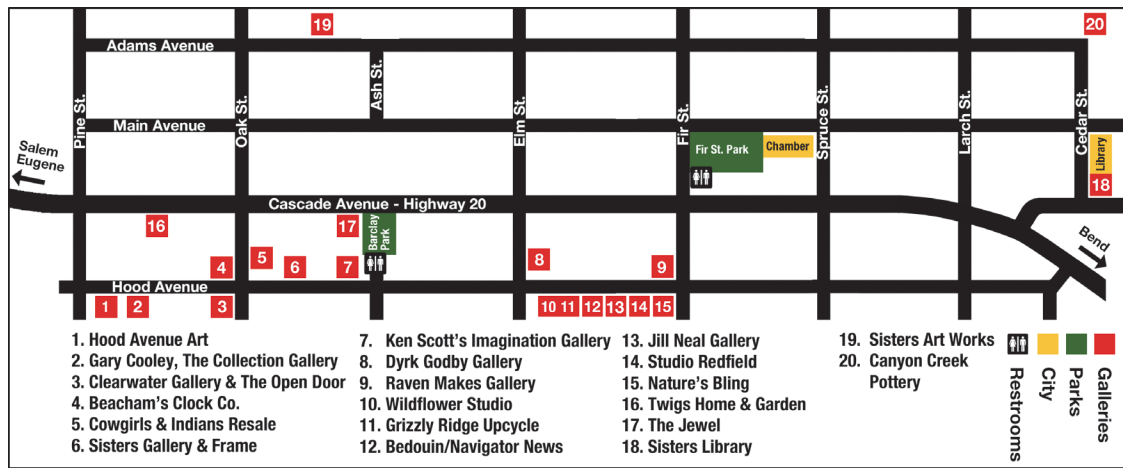 19
20
Adams Avenue
Pine St.
Oak St.
Ash St.
Elm St.
Fir St.
Spruce St.
Larch St.
Cedar St.
Main Avenue
Fir St. Park
Chamber
Library
18
Salem
Eugene
Cascade Avenue - Highway 20
16
17
Barclay
Park
Bend
4
5
6
7
8
9
Hood Avenue
1
2
3
10
11
12
13
14
15
1. Hood Avenue Art
2. Gary Cooley, The Collection Gallery
3. Clearwater Gallery & The Open Door
4. Beacham's Clock Co.
5. Cowgirls & Indians Resale
6. Sisters Gallery & Frame
7. Ken Scott's Imagination Gallery
8. Dyrk Godby Gallery
9. Raven Makes Gallery
10. Wildflower Studio
11. Grizzly Ridge Upcycle
12. Bedouin/Navigator News
13. Jill Neal Gallery
14. Studio Redfield
15. Nature's Bling
16. Twigs Home & Garden
17. The Jewel
18. Sisters Library
19. Sisters Art Works
20. Canyon Creek
Pottery
Restrooms
City
Parks
Galleries